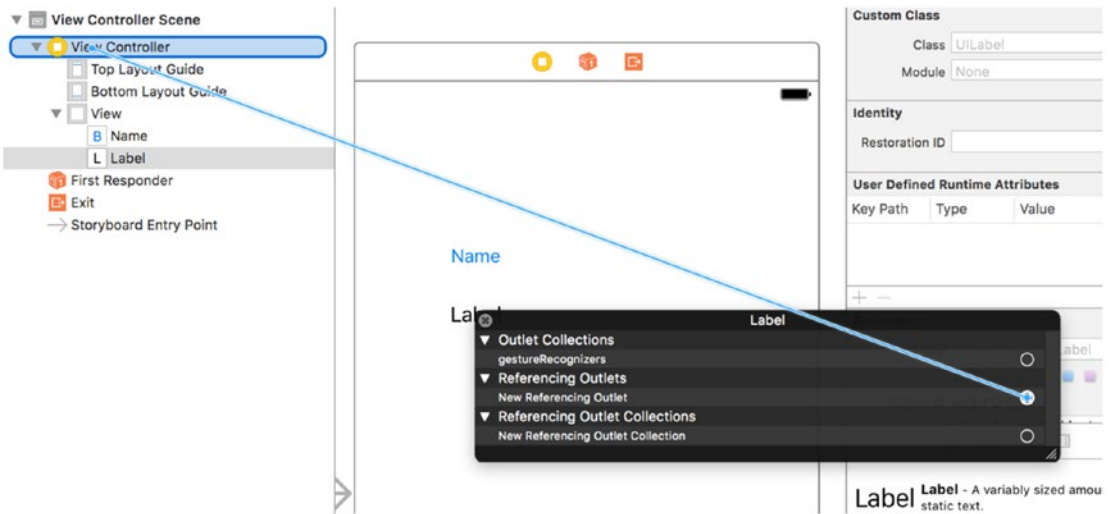 View Controller Scene
View Controller
Top Layout Guide
Bottom Layout Guide
View
B Name
L Label
First Responder
Exit
Storyboard Entry Point
Name
Label
Outlet Collections
gestureRecognizers
Referencing Outlets
New Referencing Outlet
Referencing Outlet Collections
New Referencing Outlet Collection
Custom Class
Class UILabel
Module None
Identity
Restoration ID
User Defined Runtime Attributes
Key Path Type Value
Label Label - A variably sized amou
static text.